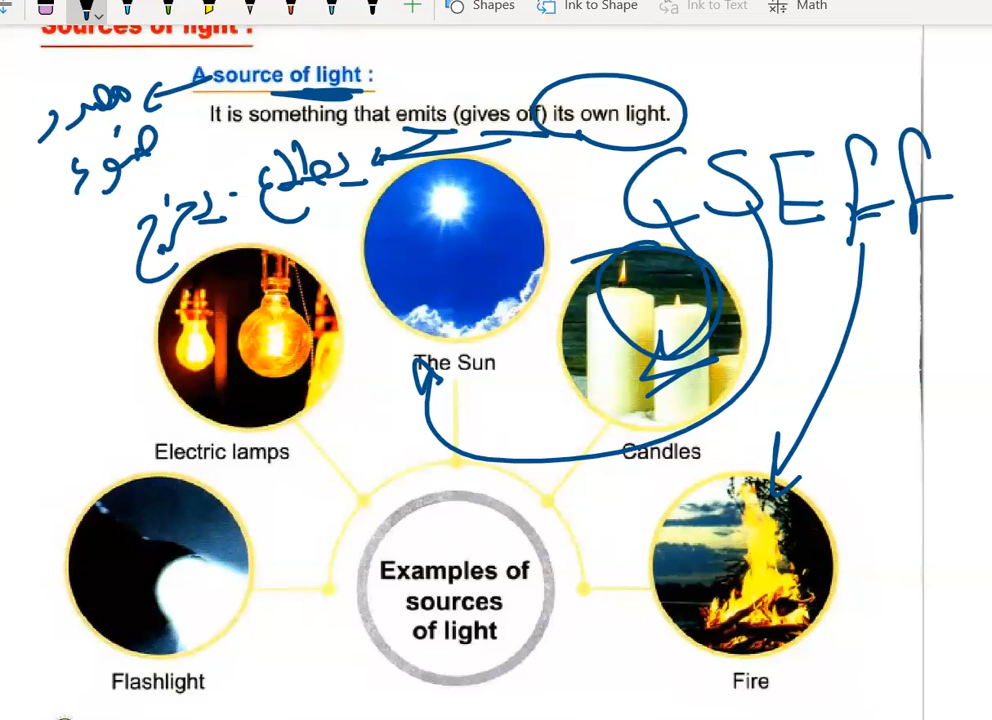 Shapes Ink to Shape Ink to Text Math
Sources of light :
A source of light :
It is something that emits (gives off) its own light.
مصدر
ضوء
يطلع - يخرج
CSEff
The Sun
Electric lamps
Candles
Examples of
sources
of light
Flashlight
Fire